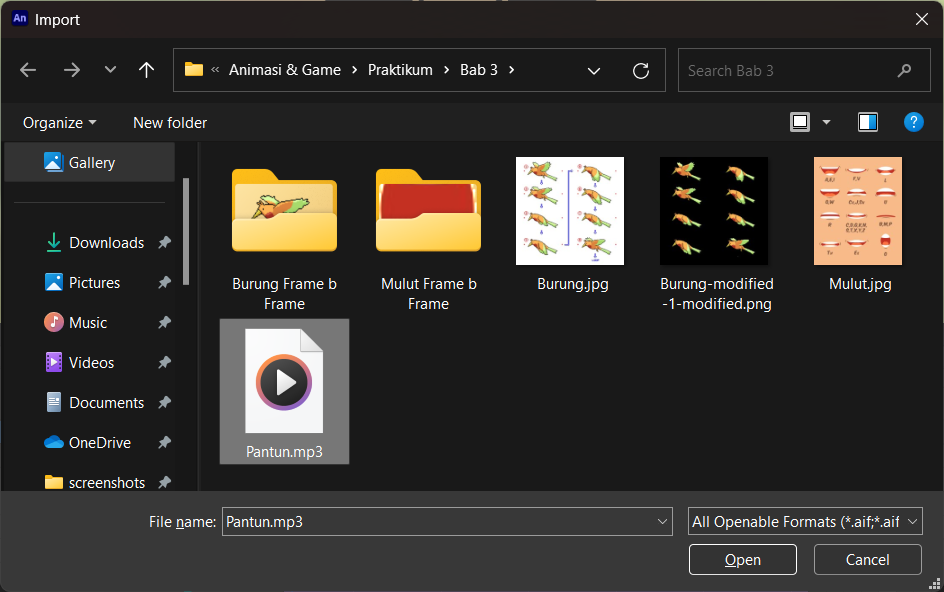 An Import
« Animasi & Game > Praktikum > Bab 3 >
Search Bab 3
Organize
New folder
?
Gallery
Downloads
Pictures
Music
Videos
Documents
OneDrive
screenshots
Burung Frame b
Frame
Mulut Frame b
Frame
Burung.jpg
Burung-modified
-1-modified.png
Mulut.jpg
Pantun.mp3
File name:
Pantun.mp3
All Openable Formats (*.aif;*.aif
Open
Cancel